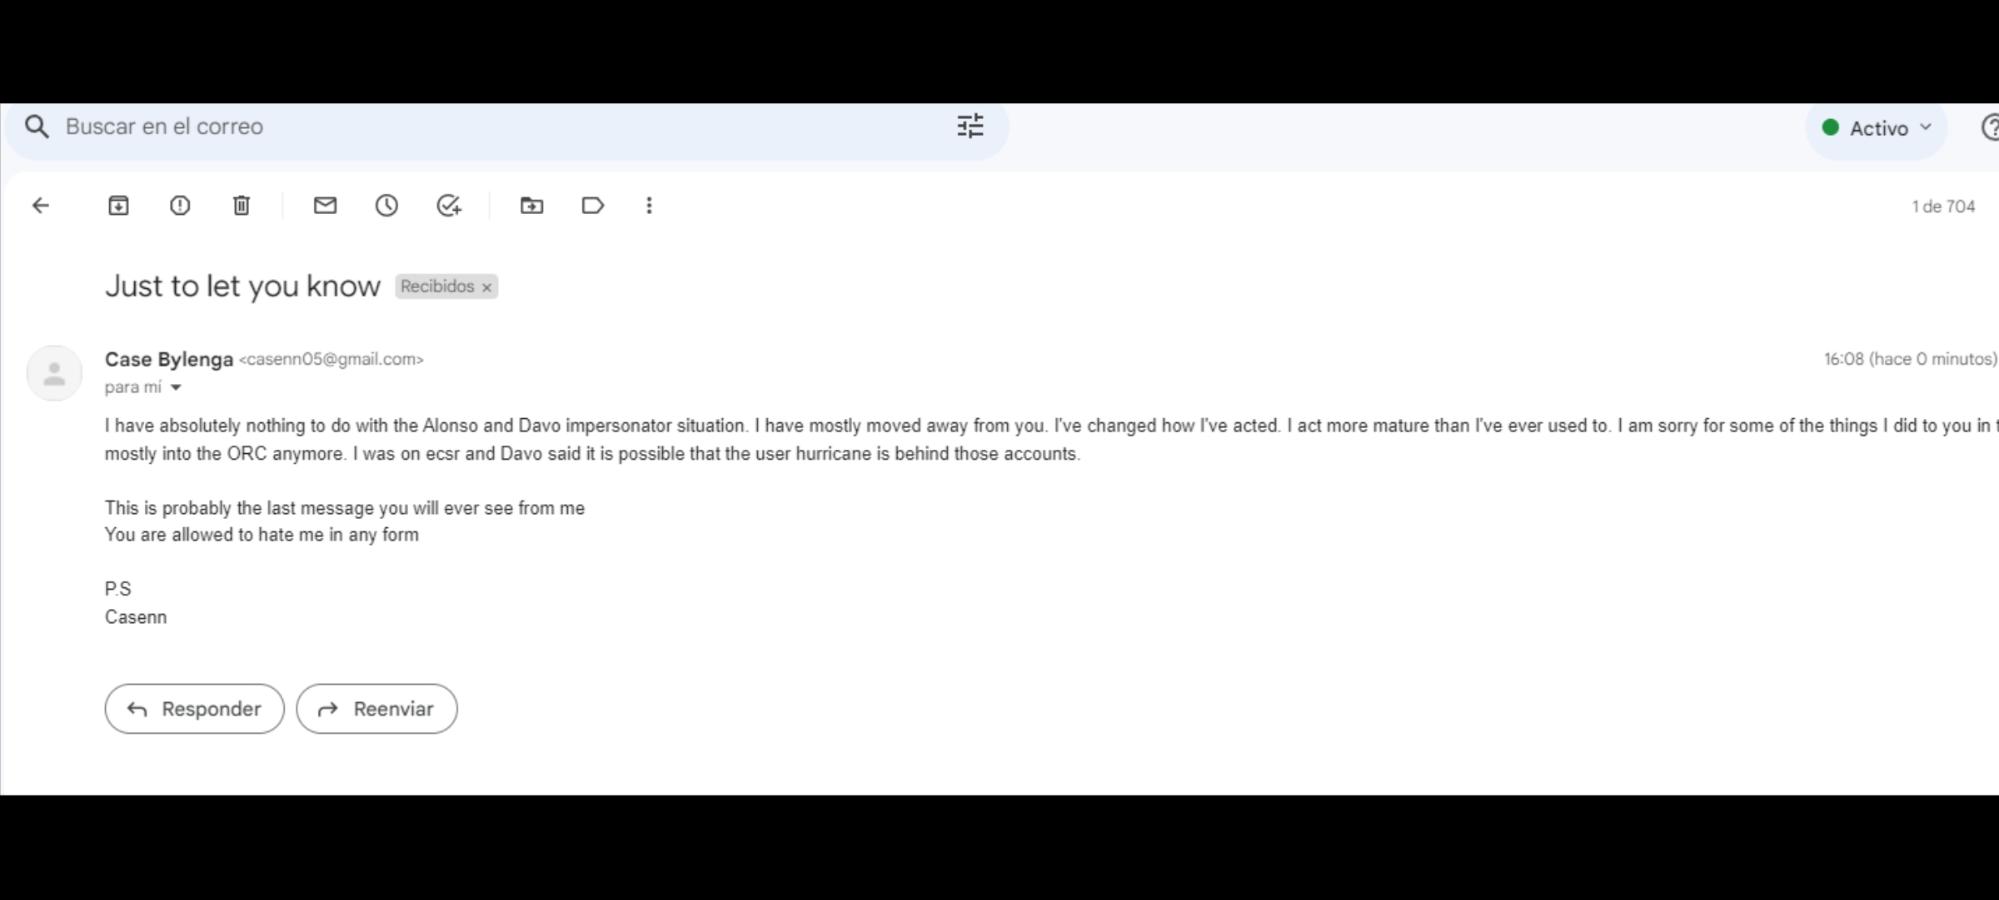 Buscar en el correo
Activo
1 de 704
Just to let you know Recibidos ×
Case Bylenga <casenn05@gmail.com> 16:08 (hace 0 minutos)
para mí
I have absolutely nothing to do with the Alonso and Davo impersonator situation. I have mostly moved away from you. I've changed how I've acted. I act more mature than I've ever used to. I am sorry for some of the things I did to you in
mostly into the ORC anymore. I was on ecsr and Davo said it is possible that the user hurricane is behind those accounts.
This is probably the last message you will ever see from me
You are allowed to hate me in any form
P.S
Casenn
Responder Reenviar